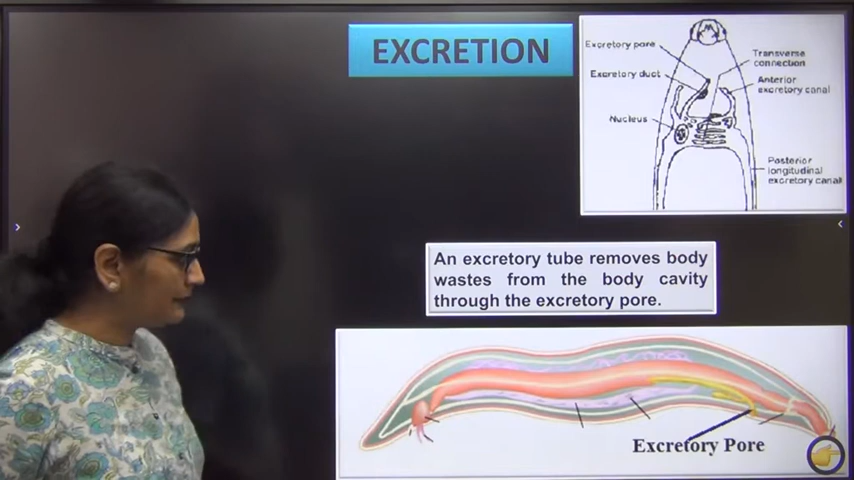 EXCRETION
Excretory pore
Excretory duct
Nucleus
Transverse
connection
Anterior
excretory canal
Posterior
longitudinal
excretory canal
An excretory tube removes body
wastes from the body cavity
through the excretory pore.
Excretory Pore